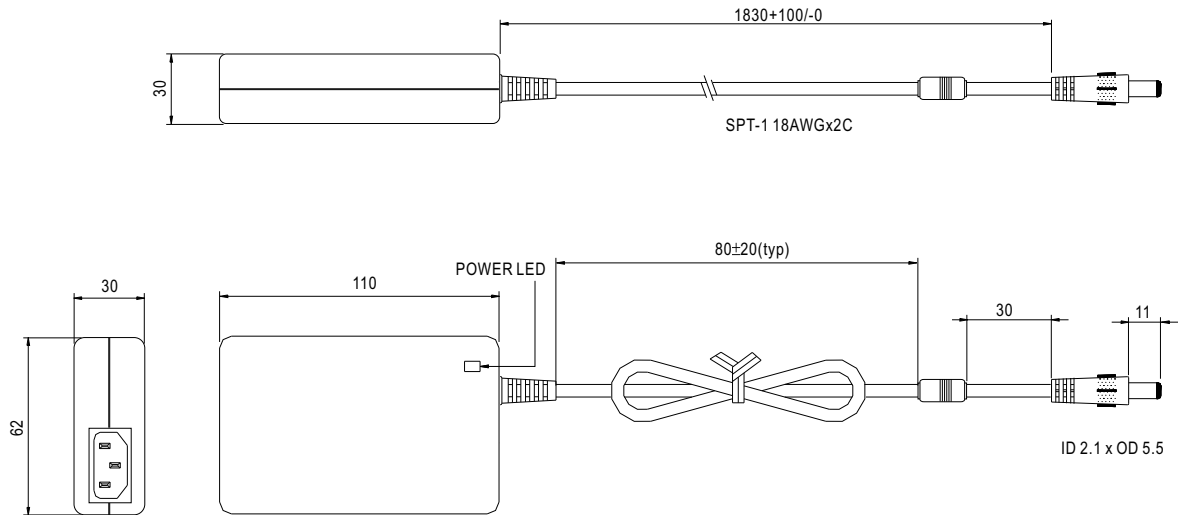 1830+100/-0
30
SPT-1 18AWGx2C
80±20(typ)
POWER LED
30
110
30
11
62
ID 2.1 x OD 5.5